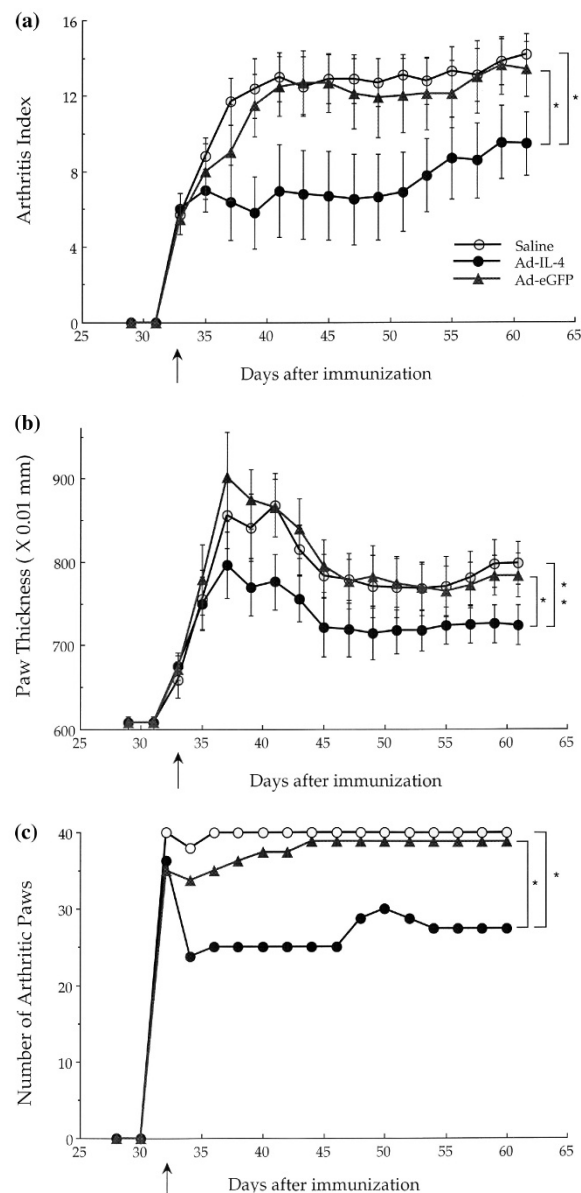 (a)
16
12
8
4
0
Arthritis Index
Saline
Ad-IL-4
Ad-eGFP
*
*
25 30 35 40 45 50 55 60 65
Days after immunization
(b)
900
800
700
600
Paw Thickness ( X 0.01 mm)
*
*
*
25 30 35 40 45 50 55 60 65
Days after immunization
(c)
40
30
20
10
0
Number of Arthritic Paws
*
*
25 30 35 40 45 50 55 60 65
Days after immunization